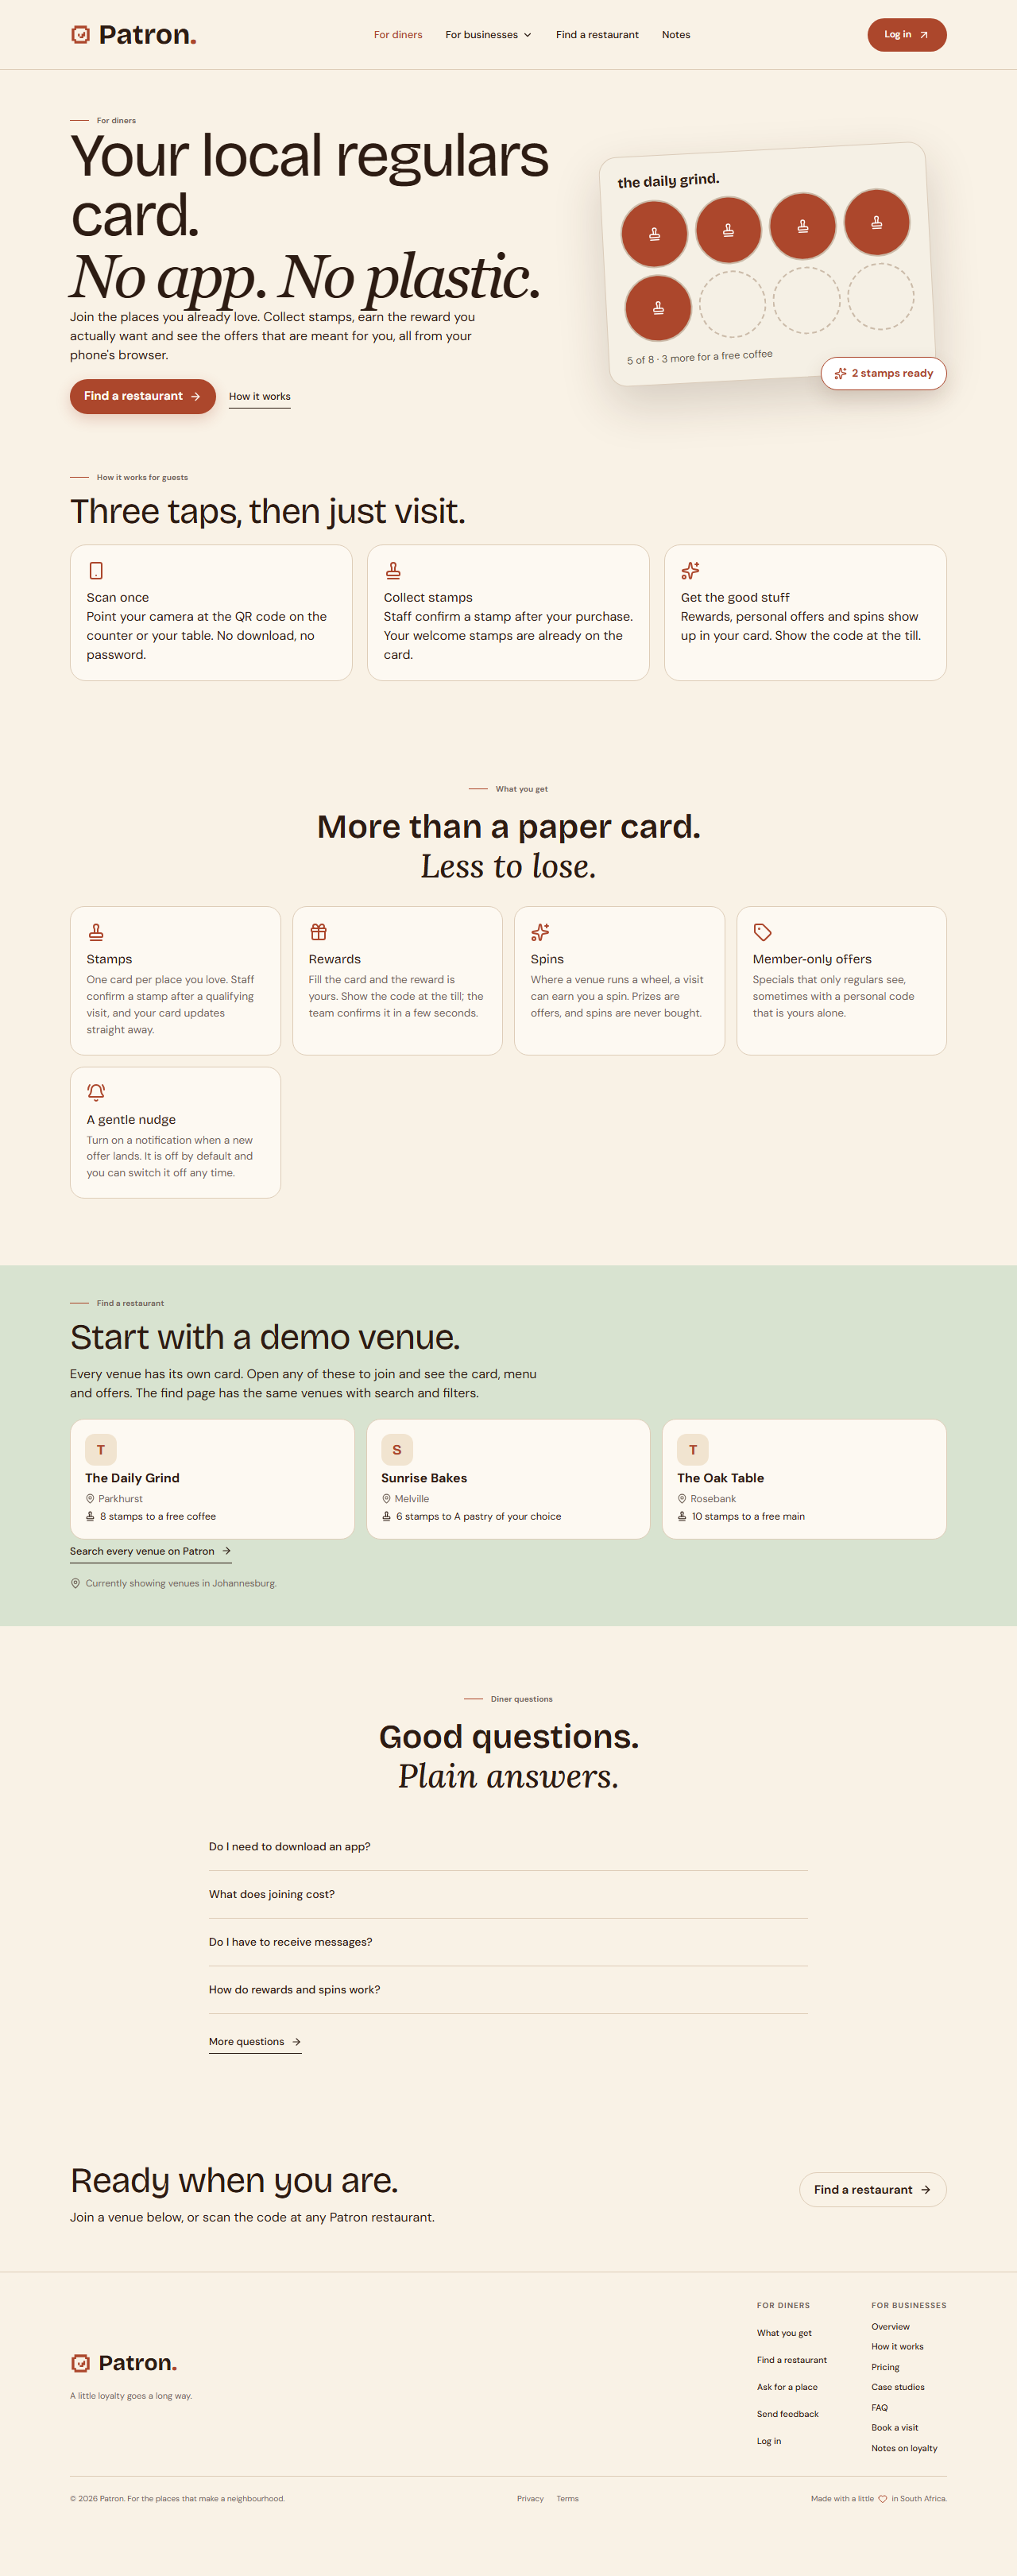 Patron.
For diners
For businesses
Find a restaurant
Notes
Log in
For diners
Your local regulars
card.
No app. No plastic.
Join the places you already love. Collect stamps, earn the reward you
actually want and see the offers that are meant for you, all from your
phone's browser.
Find a restaurant
How it works
the daily grind.
5 of 8 · 3 more for a free coffee
2 stamps ready
How it works for guests
Three taps, then just visit.
Scan once
Point your camera at the QR code on the
counter or your table. No download, no
password.
Collect stamps
Staff confirm a stamp after your purchase.
Your welcome stamps are already on the
card.
Get the good stuff
Rewards, personal offers and spins show
up in your card. Show the code at the till.
What you get
More than a paper card.
Less to lose.
Stamps
One card per place you love. Staff
confirm a stamp after a qualifying
visit, and your card updates
straight away.
Rewards
Fill the card and the reward is
yours. Show the code at the till; the
team confirms it in a few seconds.
Spins
Where a venue runs a wheel, a visit
can earn you a spin. Prizes are
offers, and spins are never bought.
Member-only offers
Specials that only regulars see,
sometimes with a personal code
that is yours alone.
A gentle nudge
Turn on a notification when a new
offer lands. It is off by default and
you can switch it off any time.
Find a restaurant
Start with a demo venue.
Every venue has its own card. Open any of these to join and see the card, menu
and offers. The find page has the same venues with search and filters.
T
The Daily Grind
Parkhurst
8 stamps to a free coffee
S
Sunrise Bakes
Melville
6 stamps to A pastry of your choice
T
The Oak Table
Rosebank
10 stamps to a free main
Search every venue on Patron
Currently showing venues in Johannesburg.
Diner questions
Good questions.
Plain answers.
Do I need to download an app?
What does joining cost?
Do I have to receive messages?
How do rewards and spins work?
More questions
Ready when you are.
Join a venue below, or scan the code at any Patron restaurant.
Find a restaurant
Patron.
A little loyalty goes a long way.
FOR DINERS
What you get
Find a restaurant
Ask for a place
Send feedback
Log in
FOR BUSINESSES
Overview
How it works
Pricing
Case studies
FAQ
Book a visit
Notes on loyalty
© 2026 Patron. For the places that make a neighbourhood.
Privacy
Terms
Made with a little in South Africa.